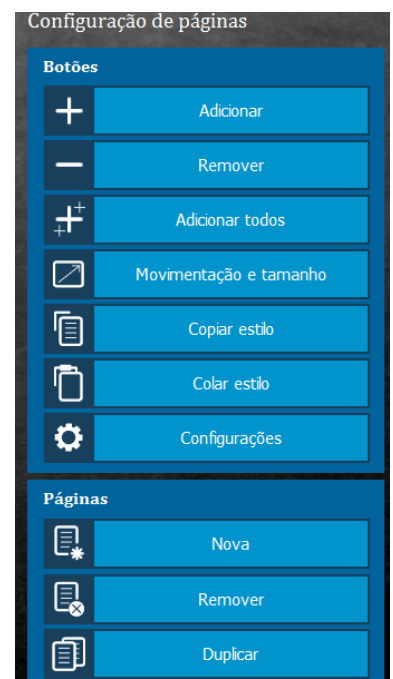 Configuração de páginas
Botões
Adicionar
Remover
Adicionar todos
Movimentação e tamanho
Copiar estilo
Colar estilo
Configurações
Páginas
Nova
Remover
Duplicar